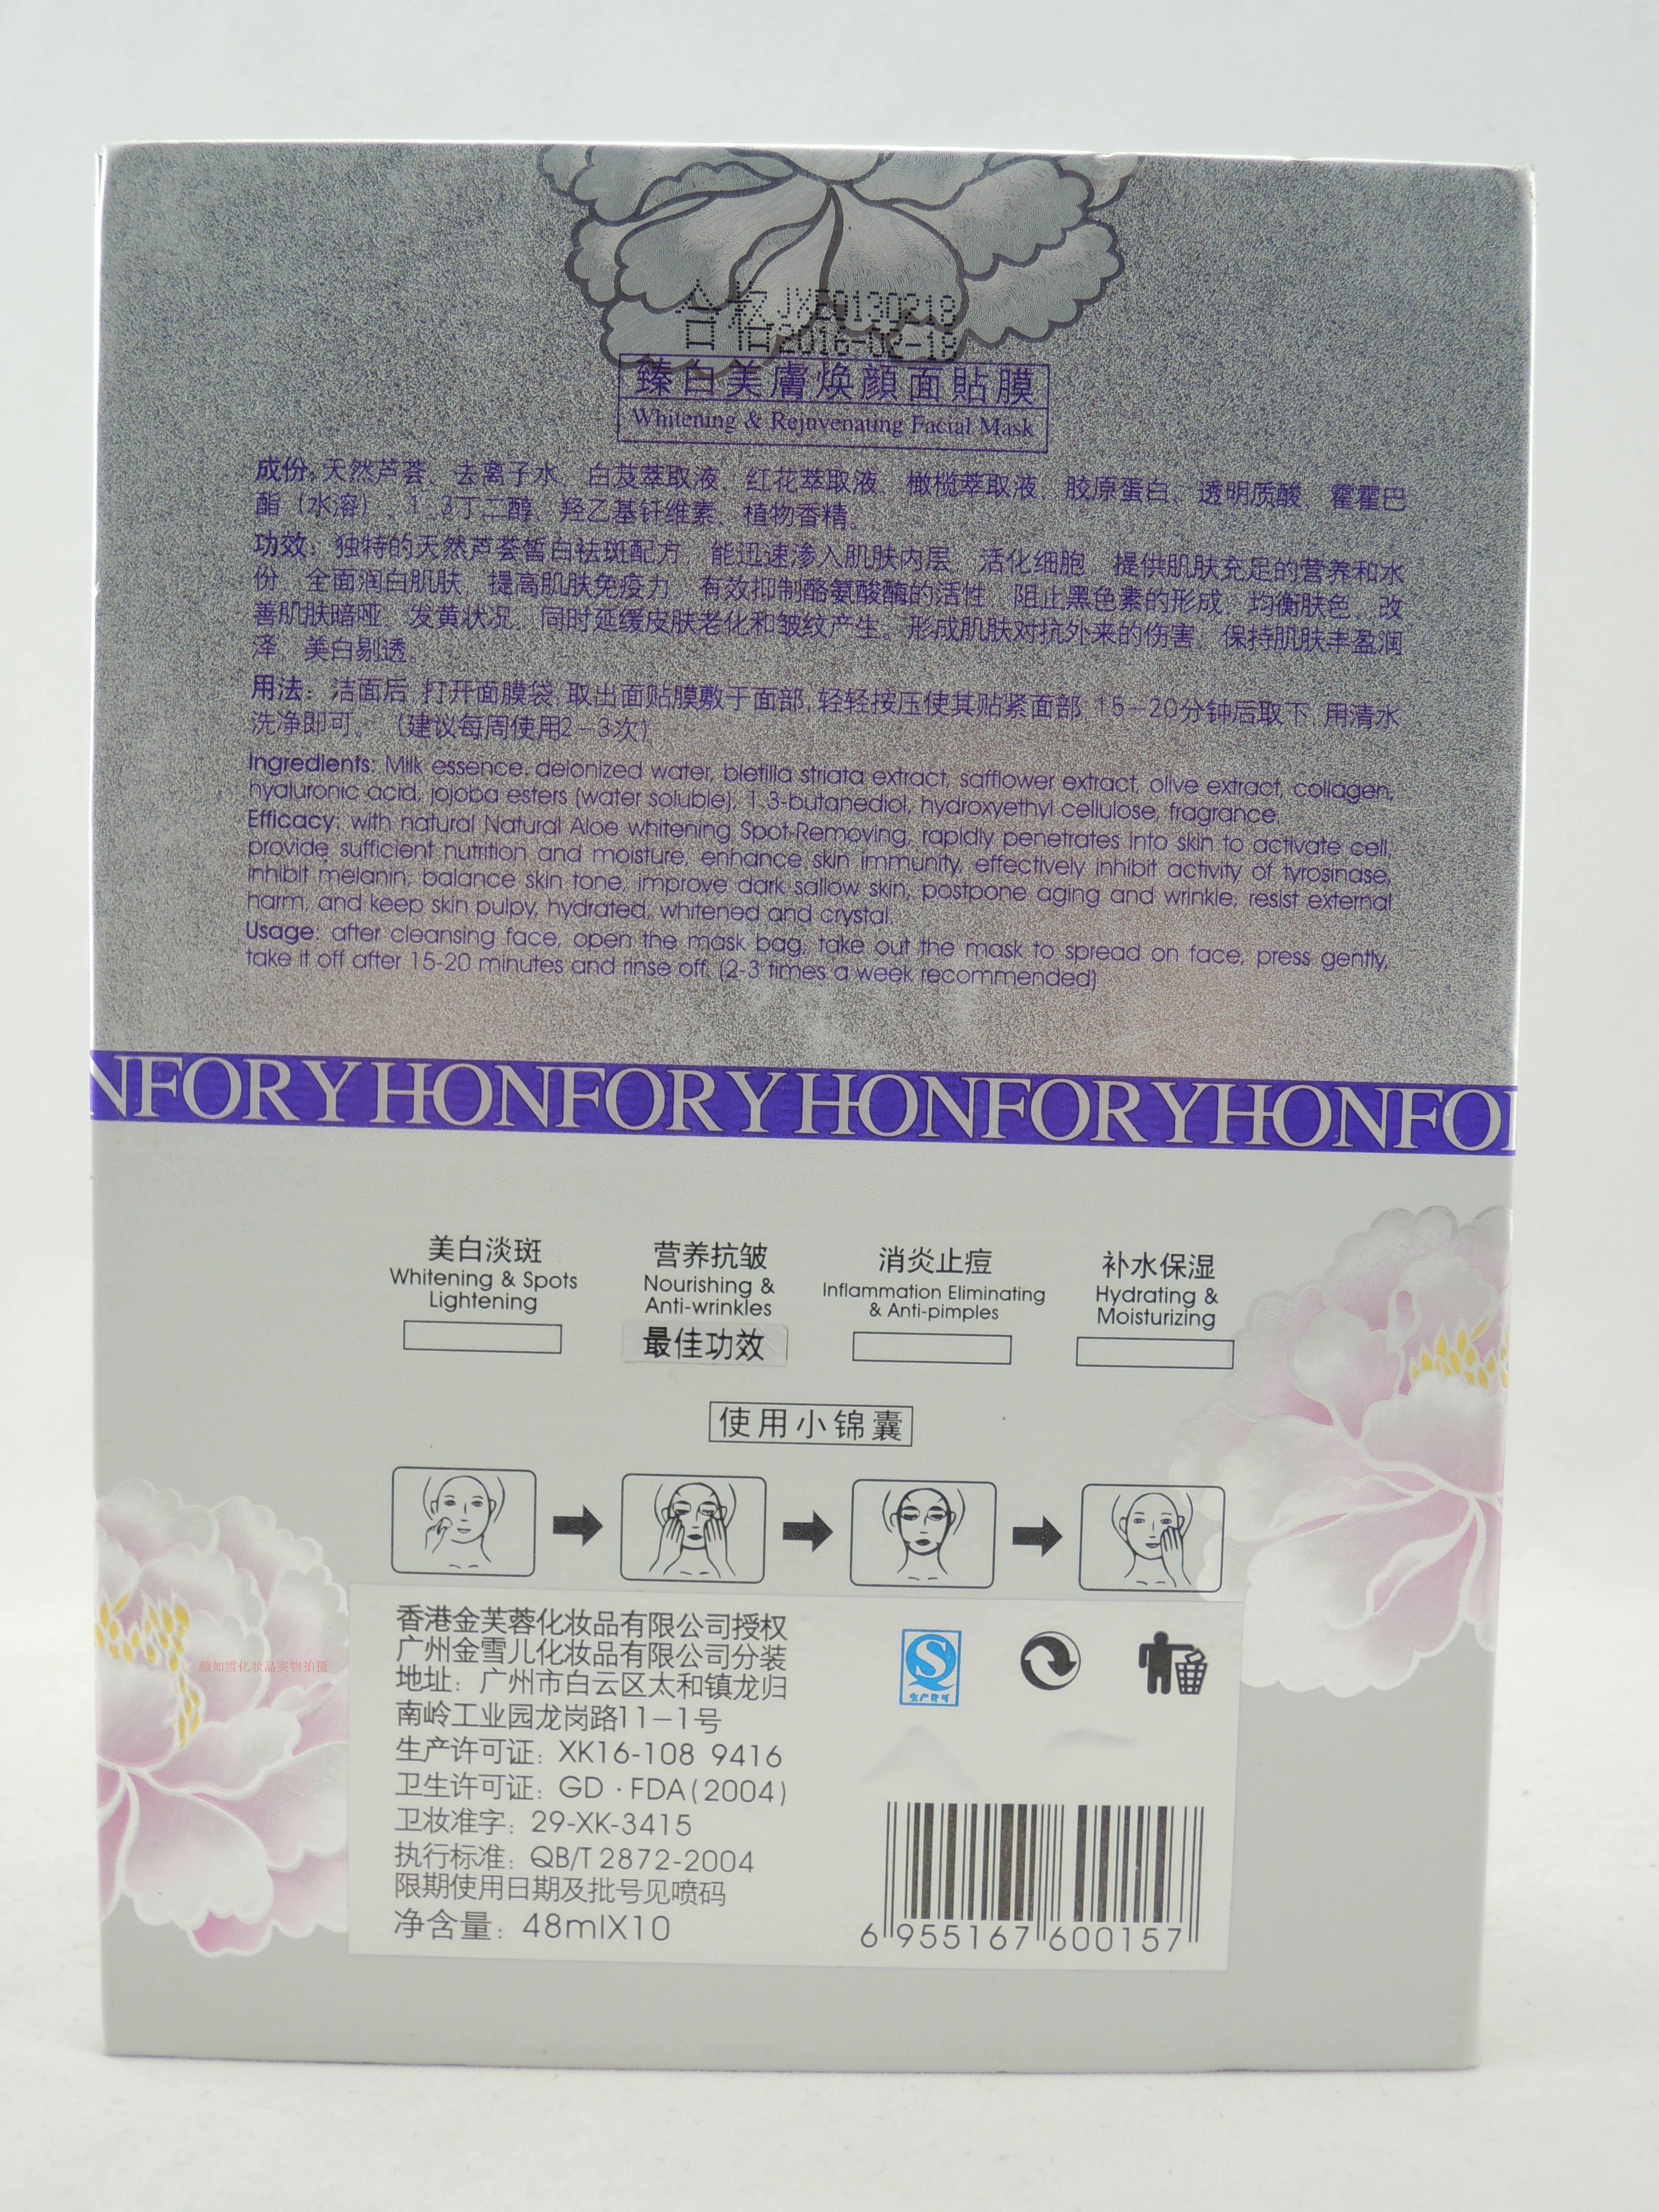 合格 JX20130219
2016-02-18
臻白美膚焕顔面貼膜
Whitening & Rejuvenating Facial Mask
成份：天然芦荟、去离子水、白芨萃取液、红花萃取液、橄榄萃取液、胶原蛋白、透明质酸、霍霍巴
酯（水溶）、1.3丁二醇、羟乙基钎维素、植物香精。
功效：独特的天然芦荟皙白祛斑配方，能迅速渗入肌肤内层，活化细胞，提供肌肤充足的营养和水
份，全面润白肌肤，提高肌肤免疫力，有效抑制酪氨酸酶的活性，阻止黑色素的形成，均衡肤色，改
善肌肤暗哑、发黄状况，同时延缓皮肤老化和皱纹产生。形成肌肤对抗外来的伤害，保持肌肤丰盈润
泽，美白剔透。
用法：洁面后，打开面膜袋，取出面贴膜敷于面部，轻轻按压使其贴紧面部，15－20分钟后取下，用清水
洗净即可。（建议每周使用2－3次）
Ingredients: Milk essence, deionized water, bletilla striata extract, safflower extract, olive extract, collagen,
hyaluronic acid, jojoba esters (water soluble), 1.3-butanediol, hydroxyethyl cellulose, fragrance.
Efficacy: with natural Natural Aloe whitening Spot-Removing, rapidly penetrates into skin to activate cell,
provide sufficient nutrition and moisture, enhance skin immunity, effectively inhibit activity of tyrosinase,
inhibit melanin, balance skin tone, improve dark sallow skin, postpone aging and wrinkle, resist external
harm, and keep skin pulpy, hydrated, whitened and crystal.
Usage: after cleansing face, open the mask bag, take out the mask to spread on face, press gently,
take it off after 15-20 minutes and rinse off. (2-3 times a week recommended)
NFORYHONFORYHONFORYHONFO
美白淡斑
Whitening & Spots
Lightening
营养抗皱
Nourishing &
Anti-wrinkles
最佳功效
消炎止痘
Inflammation Eliminating
& Anti-pimples
补水保湿
Hydrating &
Moisturizing
使用小锦囊
香港金芙蓉化妆品有限公司授权
广州金雪儿化妆品有限公司分装
地址：广州市白云区太和镇龙归
南岭工业园龙岗路11－1号
生产许可证：XK16-108 9416
卫生许可证：GD·FDA(2004)
卫妆准字：29-XK-3415
执行标准：QB/T 2872-2004
限期使用日期及批号见喷码
净含量：48mlX10
生产许可
6 955167 600157
颜如雪化妆品实物拍摄